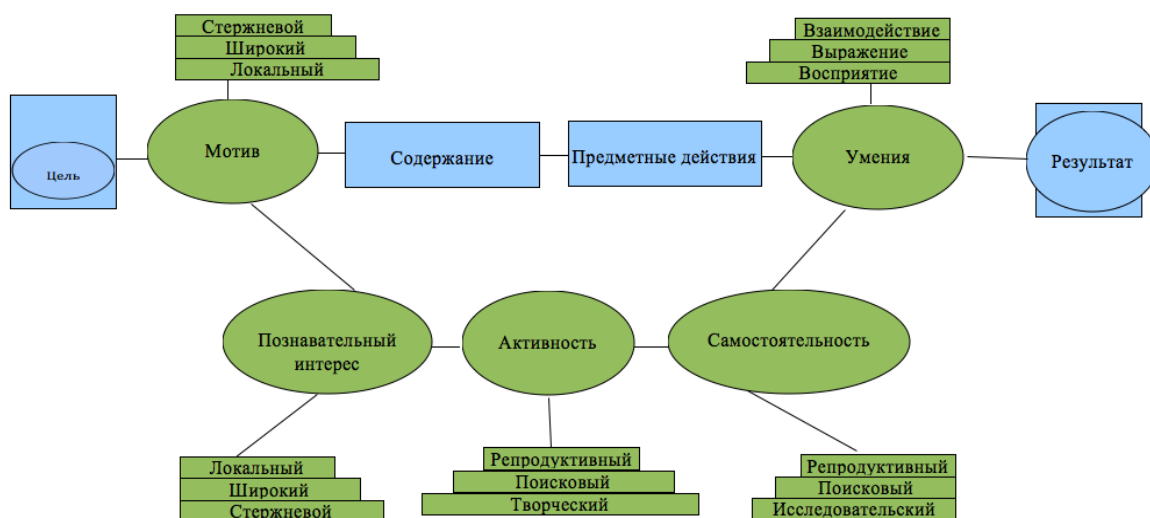 Стержневой
Широкий
Локальный
Взаимодействие
Выражение
Восприятие
Цель
Мотив
Содержание
Предметные действия
Умения
Результат
Познавательный
интерес
Активность
Самостоятельность
Локальный
Широкий
Стержневой
Репродуктивный
Поисковый
Творческий
Репродуктивный
Поисковый
Исследовательский